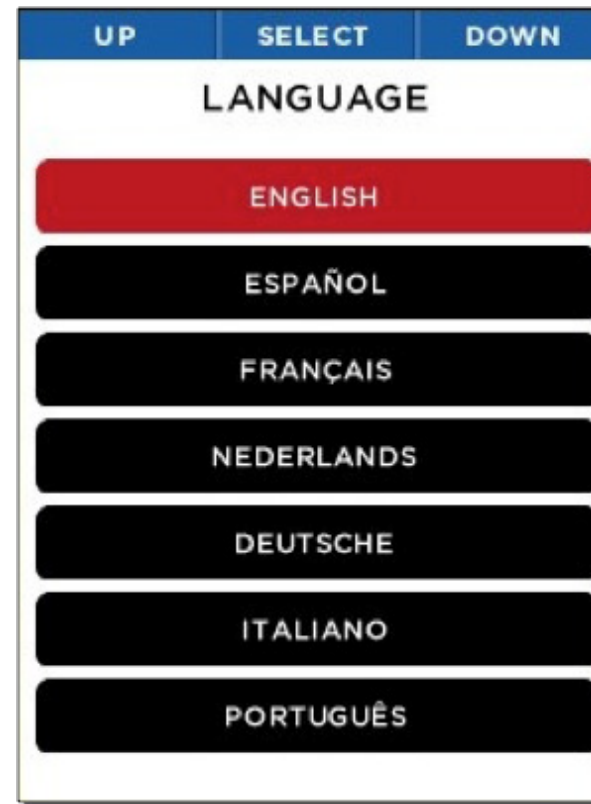 UP SELECT DOWN
LANGUAGE
ENGLISH
ESPAÑOL
FRANÇAIS
NEDERLANDS
DEUTSCHE
ITALIANO
PORTUGUÊS